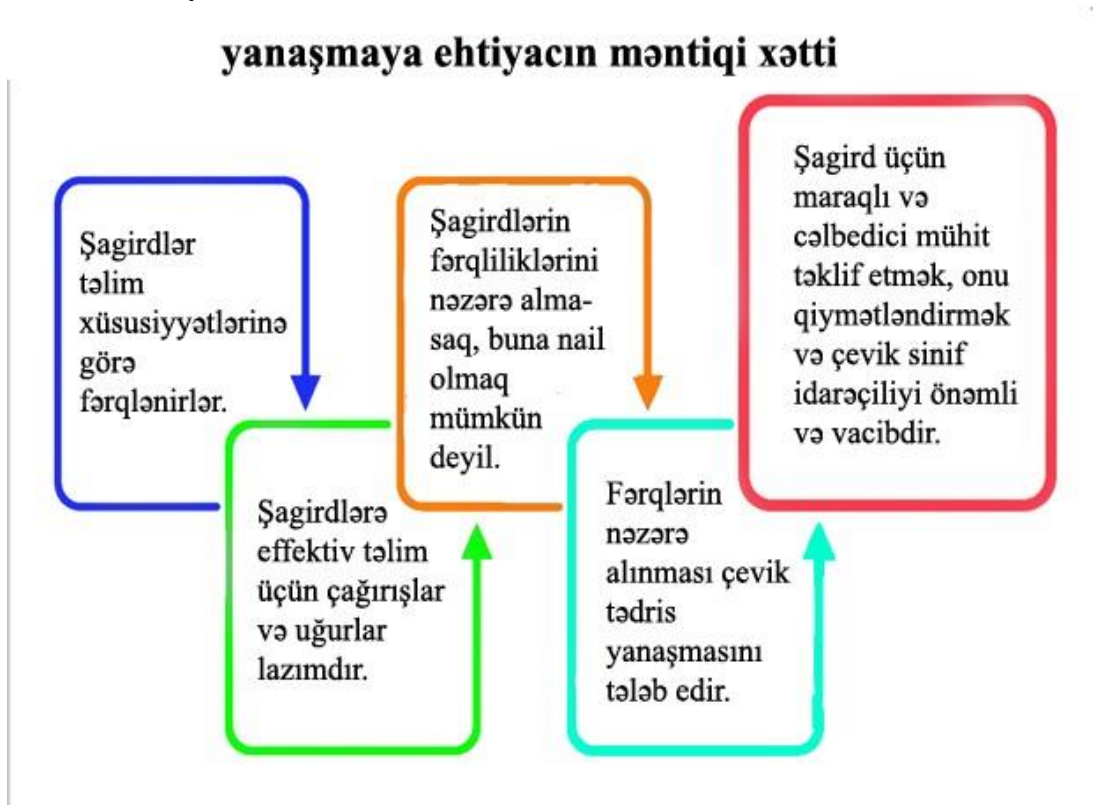 yanaşmaya ehtiyacın məntiqi xətti
Şagirdlər
təlim
xüsusiyyətlərinə
görə
fərqlənirlər.
Şagirdlərə
effektiv təlim
üçün çağırışlar
və uğurlar
lazımdır.
Şagirdlərin
fərqliliklərini
nəzərə alma-
saq, buna nail
olmaq
mümkün
deyil.
Fərqlərin
nəzərə
alınması çevik
tədris
yanaşmasını
tələb edir.
Şagird üçün
maraqlı və
cəlbedici mühit
təklif etmək, onu
qiymətləndirmək
və çevik sinif
idarəçiliyi önəmli
və vacibdir.